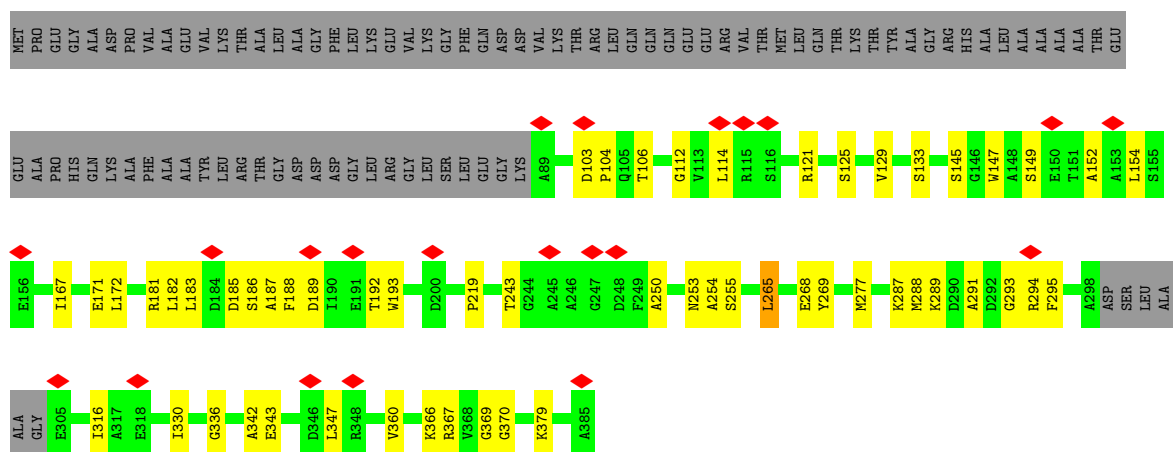 MET PRO GLU GLY ALA ASP PRO VAL ALA GLU VAL LYS THR ALA LEU ALA GLY PHE LEU LYS GLU VAL LYS GLY PHE GLN ASP ASP VAL LYS THR ARG LEU GLN GLN GLN GLU GLU ARG VAL THR MET LEU GLN THR LYS THR TYR ALA GLY ARG HIS ALA LEU ALA ALA ALA ALA ALA THR GLU
GLU ALA PRO HIS GLN LYS ALA PHE ALA ALA TYR LEU ARG THR GLY ASP ASP ASP GLY LEU ARG GLY LEU SER LEU GLU GLY LYS A89 D103 P104 Q105 T106 G112 V113 L114 R115 S116 R121 S125 V129 S133 S145 G146 W147 A148 S149 E150 T151 A152 A153 L154 S155
E156 I167 E171 L172 R181 L182 L183 D184 D185 S186 A187 F188 D189 I190 E191 T192 W193 D200 P219 T243 G244 A245 A246 G247 D248 F249 A250 N253 A254 S255 L265 E268 Y269 M277 K287 M288 K289 D290 A291 D292 G293 R294 F295 A298 ASP SER LEU ALA
ALA GLY E305 I316 A317 E318 I330 G336 A342 E343 D346 L347 R348 V360 K366 R367 V368 G369 G370 K379 A385